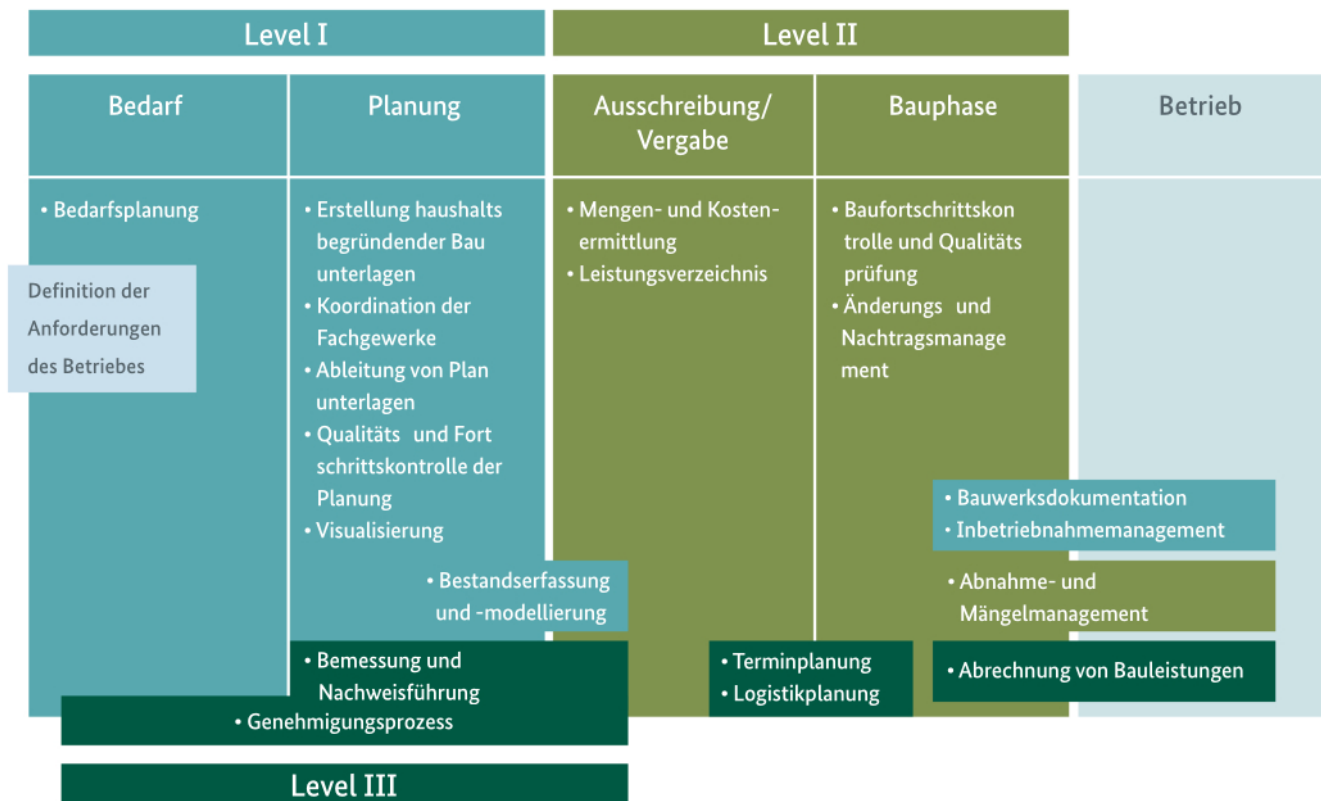 Level I
Level II
Bedarf
Planung
Ausschreibung/
Vergabe
Bauphase
Betrieb
• Bedarfsplanung
Definition der
Anforderungen
des Betriebes
• Erstellung haushalts
begründender Bau
unterlagen
• Koordination der
Fachgewerke
• Ableitung von Plan
unterlagen
• Qualitäts und Fort
schrittskontrolle der
Planung
• Visualisierung
• Mengen- und Kosten-
ermittlung
• Leistungsverzeichnis
• Baufortschrittskon
trolle und Qualitäts
prüfung
• Änderungs und
Nachtragsmanage
ment
• Bauwerksdokumentation
• Inbetriebnahmemanagement
• Bestandserfassung
und -modellierung
• Abnahme- und
Mängelmanagement
• Bemessung und
Nachweisführung
• Terminplanung
• Logistikplanung
• Abrechnung von Bauleistungen
• Genehmigungsprozess
Level III